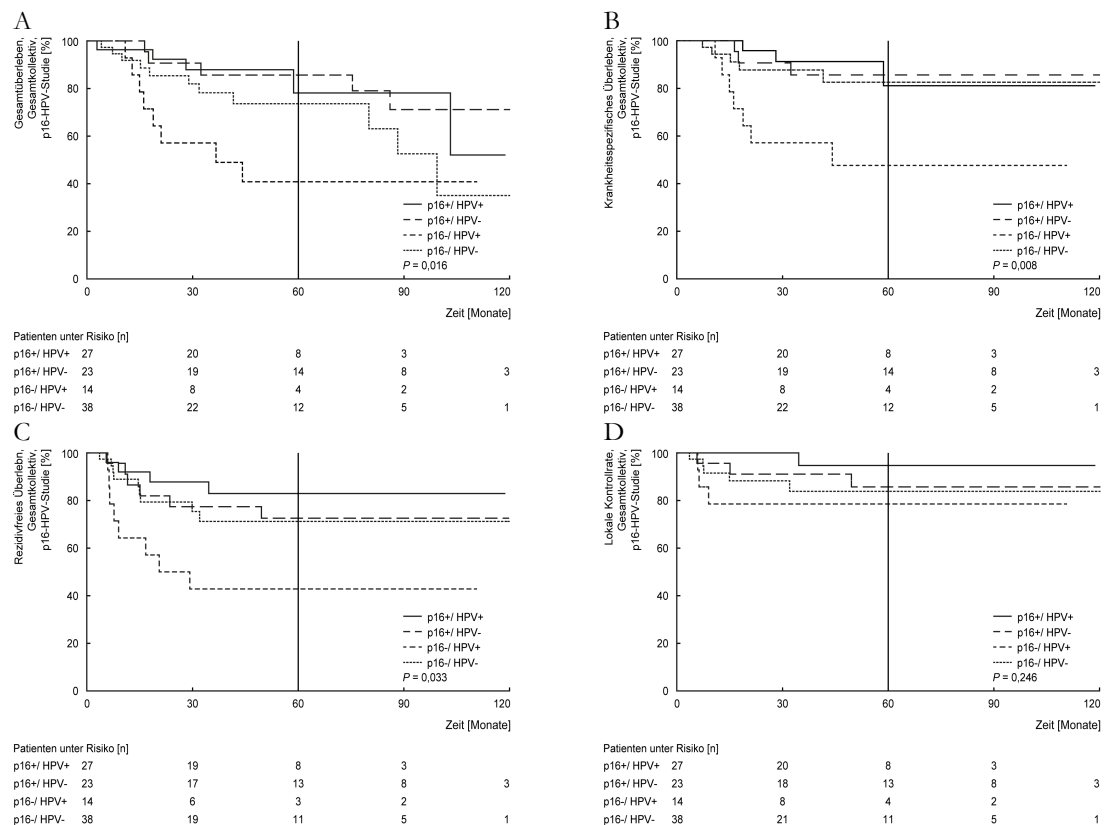 A
Gesamtüberleben,
Gesamtkollektiv,
p16-HPV-Studie [%]
100
80
60
40
20
0
p16+/ HPV+
p16+/ HPV-
p16-/ HPV+
p16-/ HPV-
P = 0,016
0 30 60 90 120
Zeit [Monate]
Patienten unter Risiko [n]
p16+/ HPV+ 27 20 8 3
p16+/ HPV- 23 19 14 8 3
p16-/ HPV+ 14 8 4 2
p16-/ HPV- 38 22 12 5 1
B
Krankheitsspezifisches Überleben,
Gesamtkollektiv,
p16-HPV-Studie [%]
100
80
60
40
20
0
p16+/ HPV+
p16+/ HPV-
p16-/ HPV+
p16-/ HPV-
P = 0,008
0 30 60 90 120
Zeit [Monate]
Patienten unter Risiko [n]
p16+/ HPV+ 27 20 8 3
p16+/ HPV- 23 19 14 8 3
p16-/ HPV+ 14 8 4 2
p16-/ HPV- 38 22 12 5 1
C
Rezidivfreies Überlebn,
Gesamtkollektiv,
p16-HPV-Studie [%]
100
80
60
40
20
0
p16+/ HPV+
p16+/ HPV-
p16-/ HPV+
p16-/ HPV-
P = 0,033
0 30 60 90 120
Zeit [Monate]
Patienten unter Risiko [n]
p16+/ HPV+ 27 19 8 3
p16+/ HPV- 23 17 13 8 3
p16-/ HPV+ 14 6 3 2
p16-/ HPV- 38 19 11 5 1
D
Lokale Kontrollrate,
Gesamtkollektiv,
p16-HPV-Studie [%]
100
80
60
40
20
0
p16+/ HPV+
p16+/ HPV-
p16-/ HPV+
p16-/ HPV-
P = 0,246
0 30 60 90 120
Zeit [Monate]
Patienten unter Risiko [n]
p16+/ HPV+ 27 20 8 3
p16+/ HPV- 23 18 13 8 3
p16-/ HPV+ 14 8 4 2
p16-/ HPV- 38 21 11 5 1